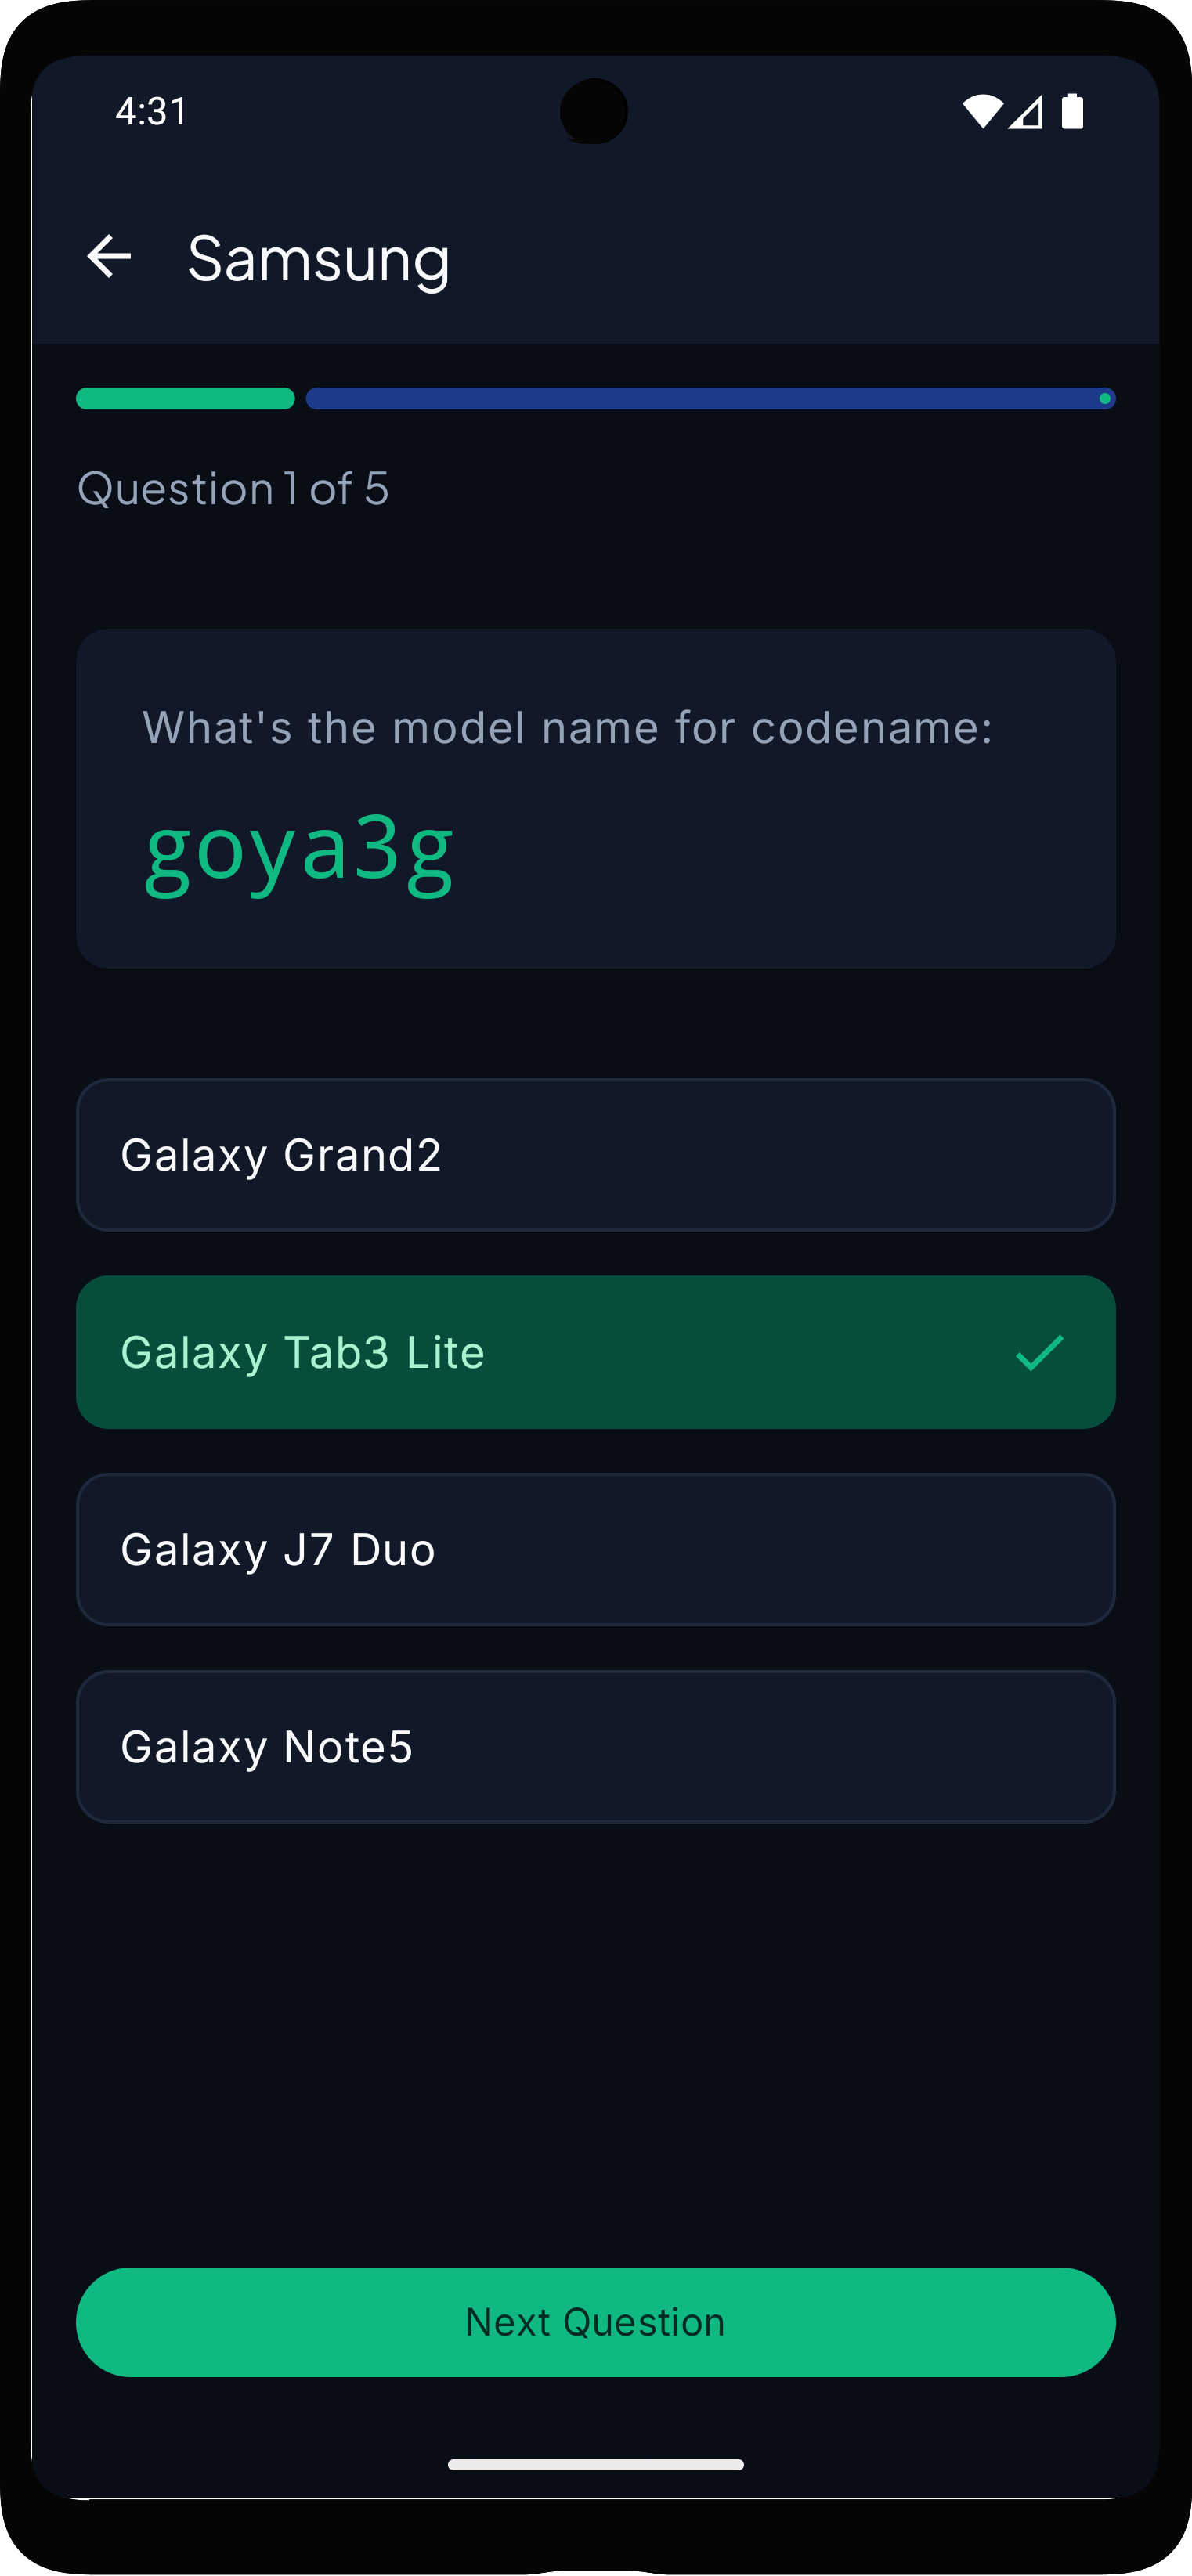 4:31
Samsung
Question 1 of 5
What's the model name for codename:
goya3g
Galaxy Grand2
Galaxy Tab3 Lite
Galaxy J7 Duo
Galaxy Note5
Next Question